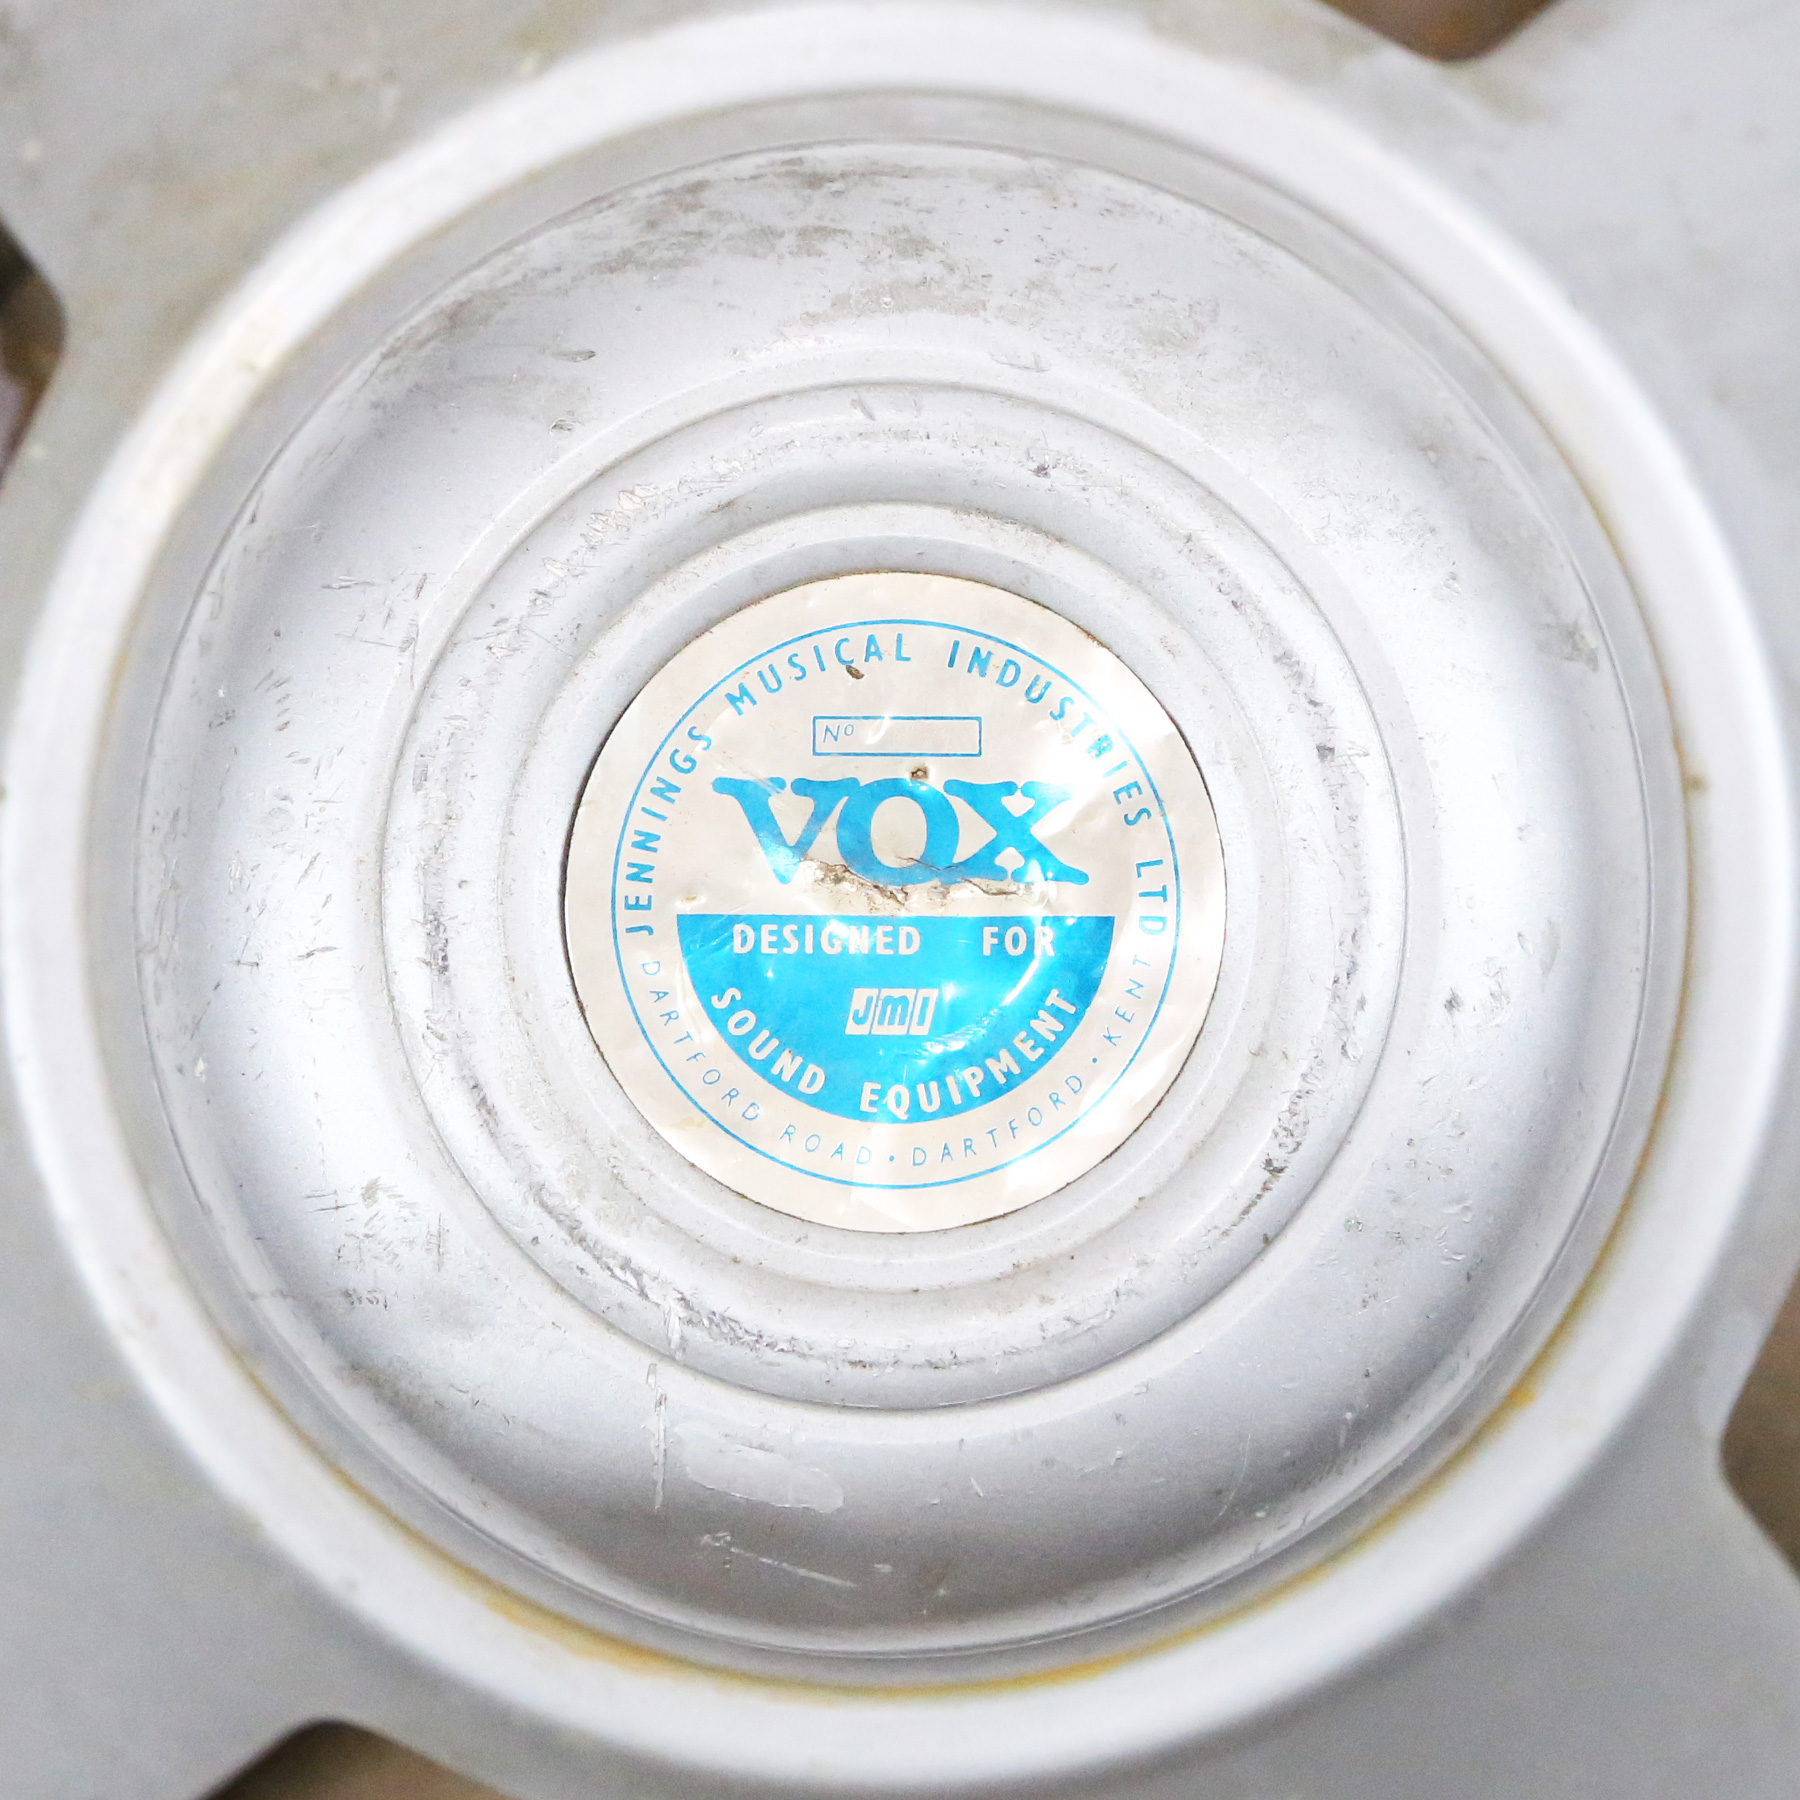 JENNINGS MUSICAL INDUSTRIES LTD
Nº
VOX
DESIGNED FOR
JMI
SOUND EQUIPMENT
DARTFORD ROAD • DARTFORD • KENT